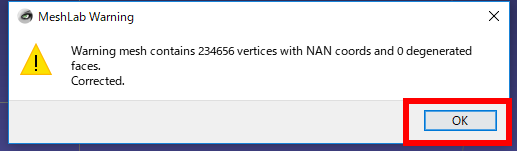 MeshLab Warning
Warning mesh contains 234656 vertices with NAN coords and 0 degenerated
faces.
Corrected.
OK